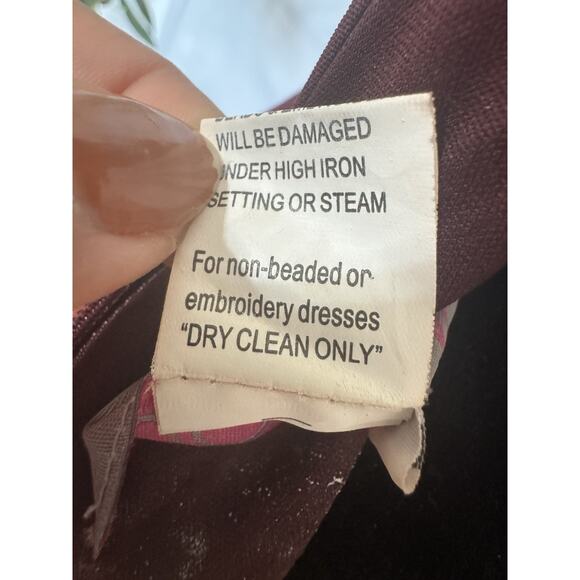 WILL BE DAMAGED
UNDER HIGH IRON
SETTING OR STEAM
For non-beaded or
embroidery dresses
"DRY CLEAN ONLY"